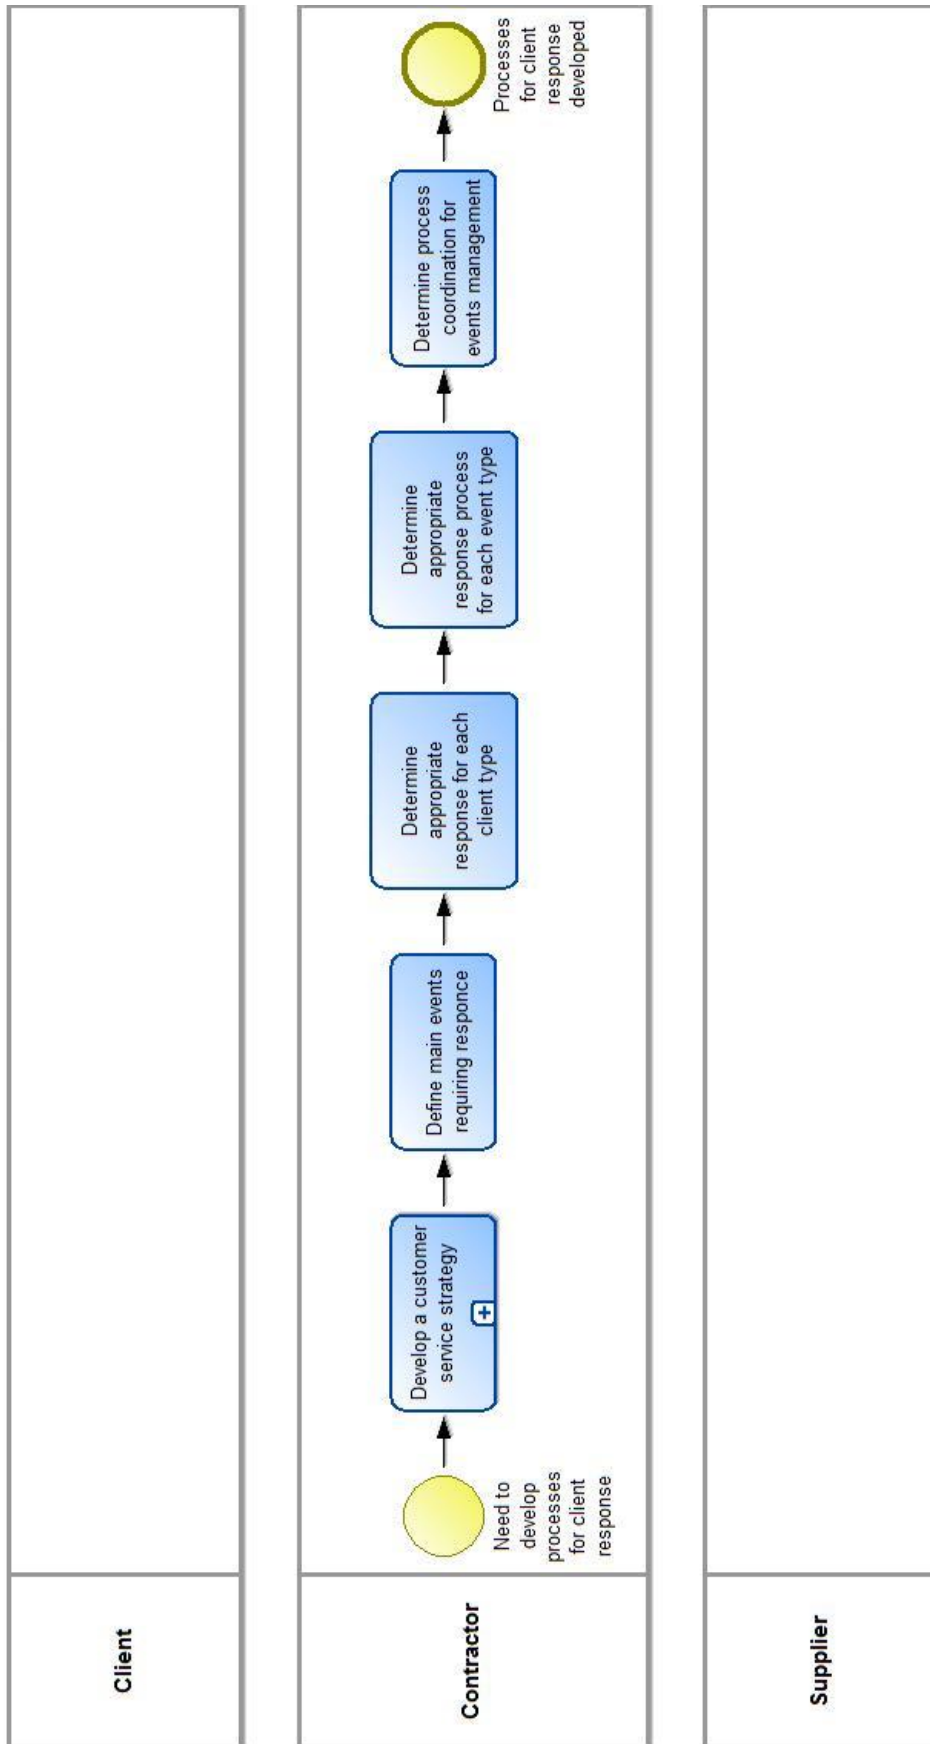 Client
Contractor
Need to
develop
processes
for client
response
Develop a customer
service strategy
Define main events
requiring responce
Determine
appropriate
response for each
client type
Determine
appropriate
response process
for each event type
Determine process
coordination for
events management
Processes
for client
response
developed
Supplier